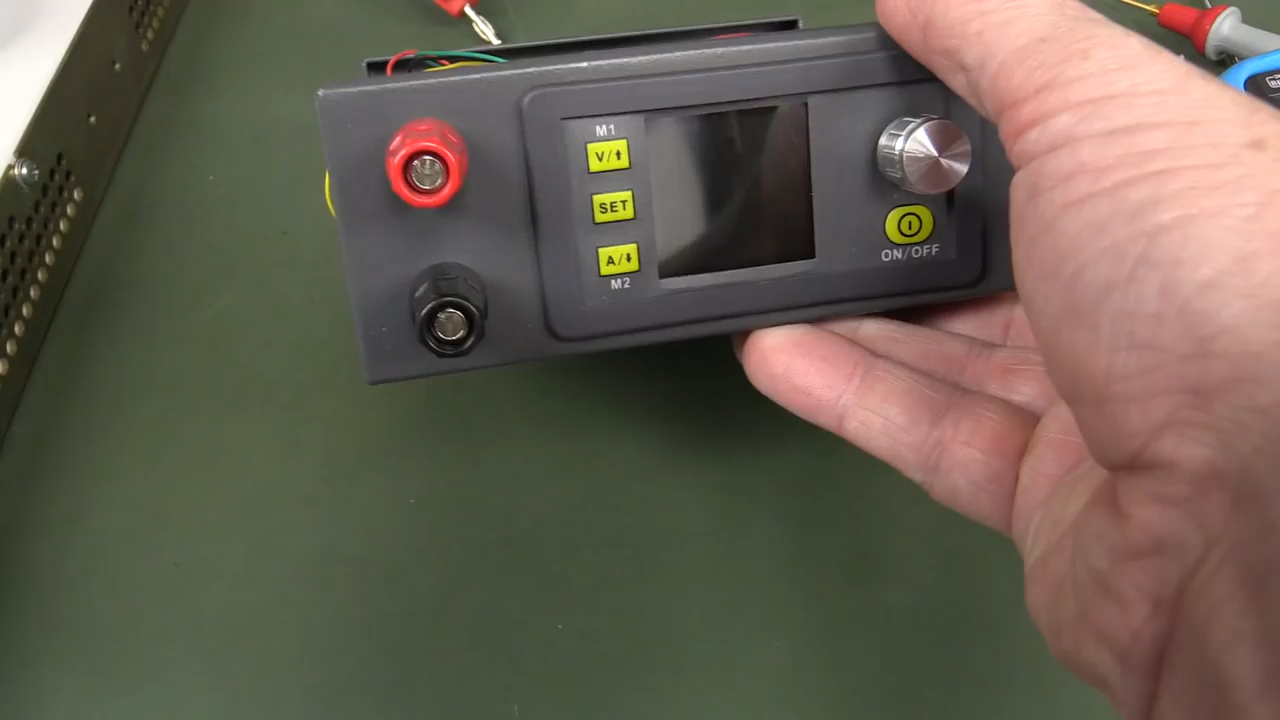 M1
V/⬆
SET
A/⬇
M2
ON/OFF